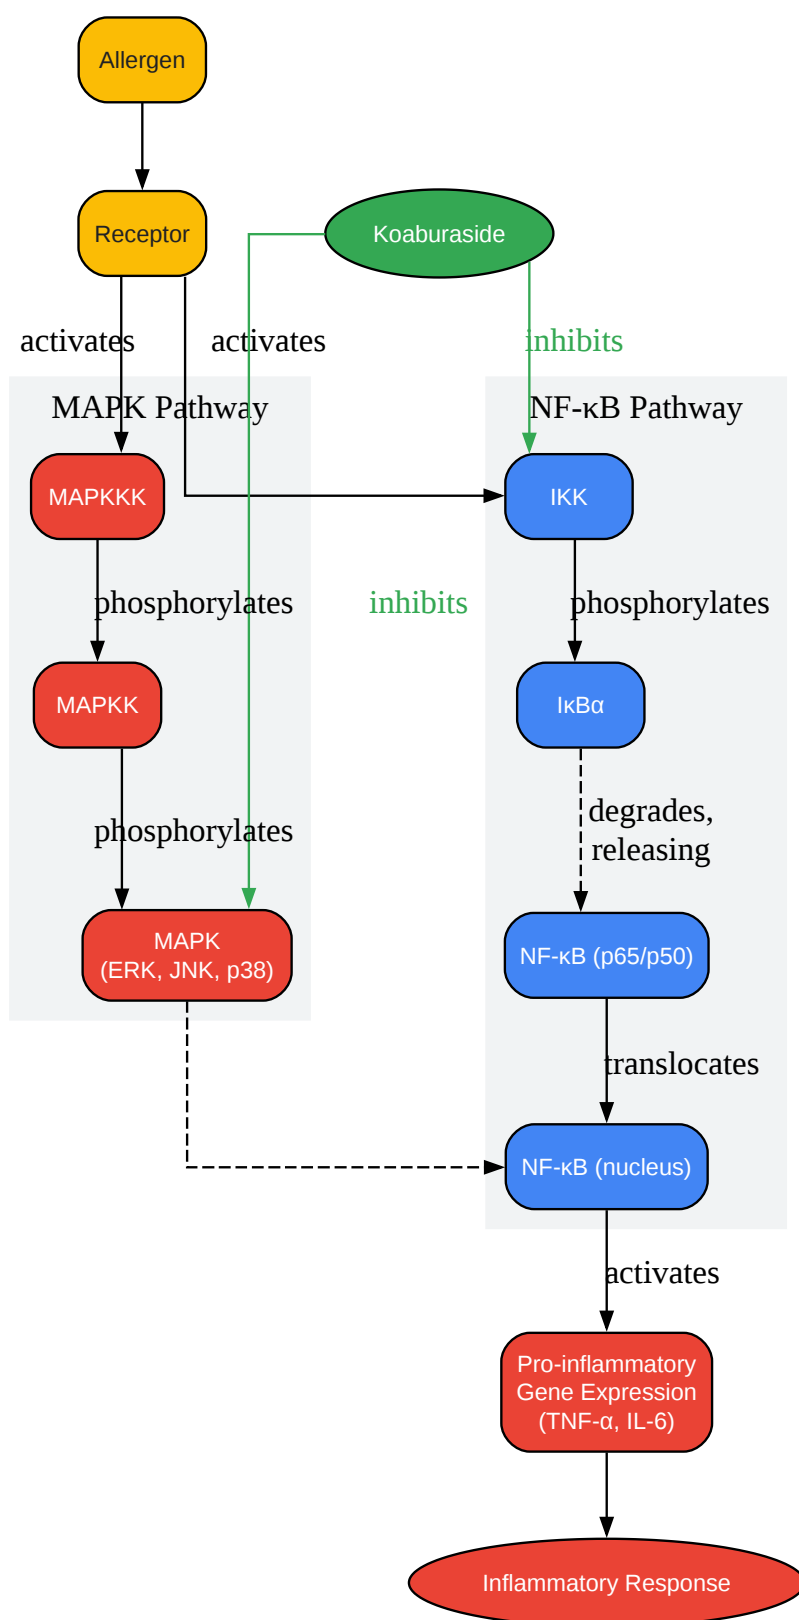 Allergen
Receptor
Koaburaside
activates
activates
inhibits
MAPK Pathway
NF-κB Pathway
MAPKKK
IKK
phosphorylates
inhibits
phosphorylates
MAPKK
IκBα
phosphorylates
degrades,
releasing
MAPK
(ERK, JNK, p38)
NF-κB (p65/p50)
translocates
NF-κB (nucleus)
activates
Pro-inflammatory
Gene Expression
(TNF-α, IL-6)
Inflammatory Response